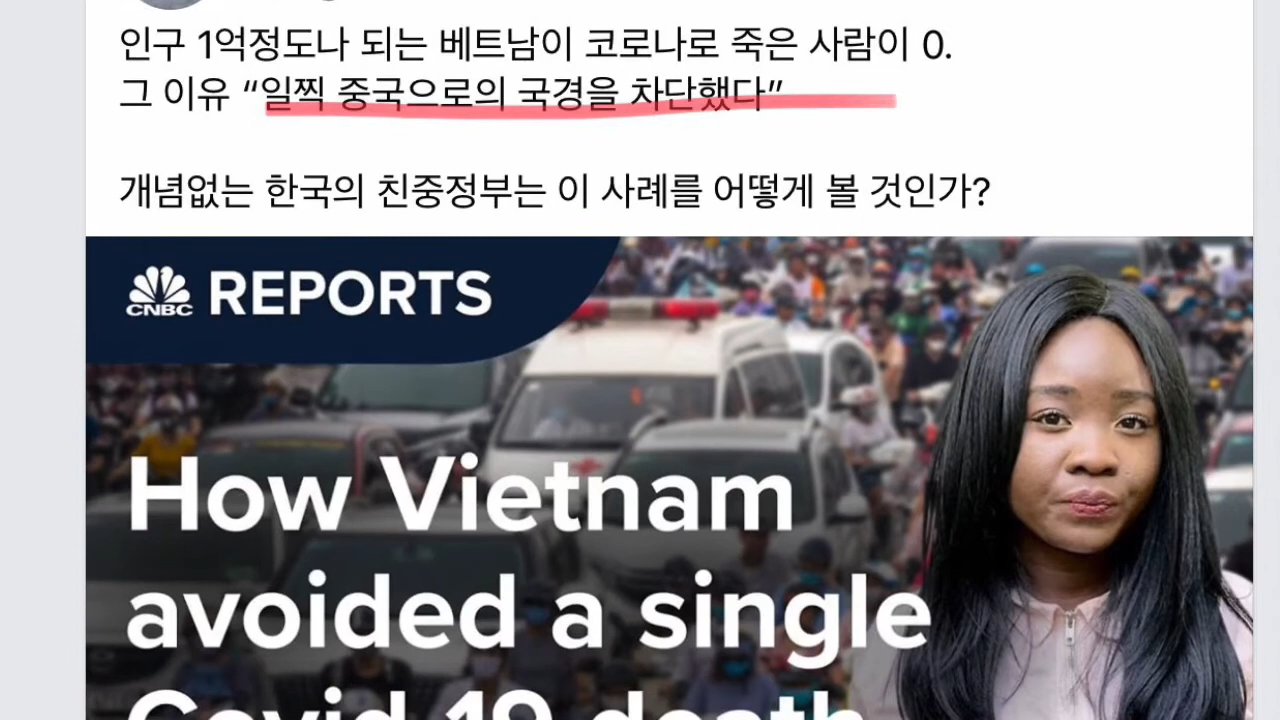 인구 1억정도나 되는 베트남이 코로나로 죽은 사람이 0.
그 이유 “일찍 중국으로의 국경을 차단했다”
개념없는 한국의 친중정부는 이 사례를 어떻게 볼 것인가?
CNBC REPORTS
How Vietnam
avoided a single
Covid-19 death